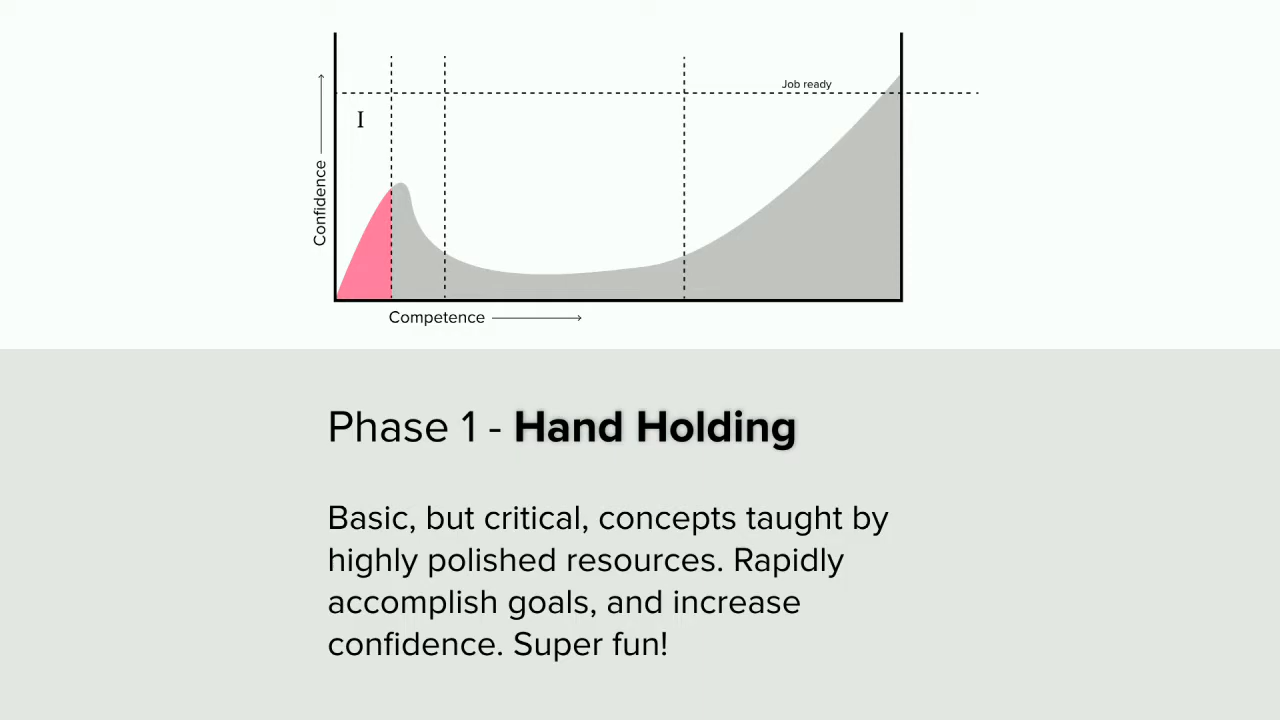 Job ready
I
Confidence
Competence
Phase 1 - Hand Holding
Basic, but critical, concepts taught by
highly polished resources. Rapidly
accomplish goals, and increase
confidence. Super fun!